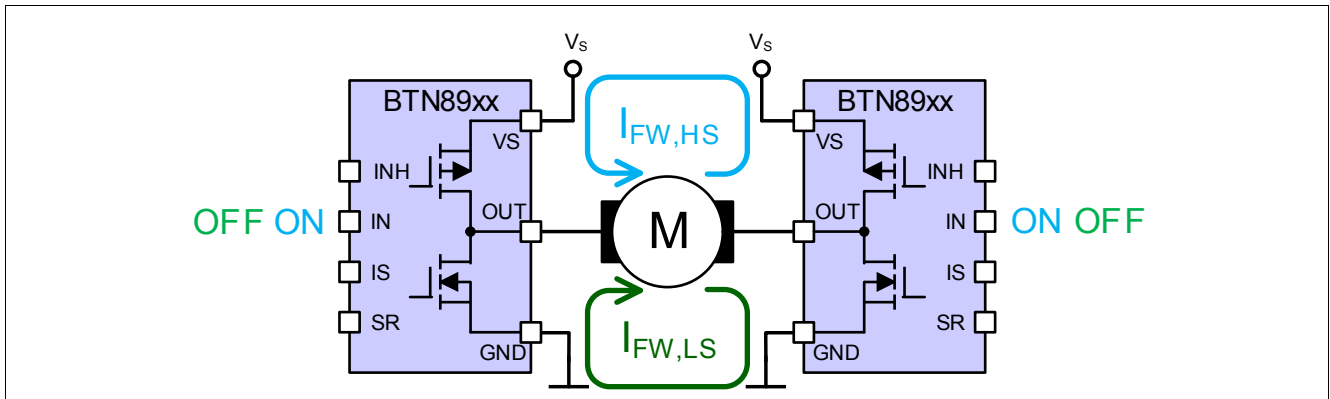 VS VS
BTN89xx BTN89xx
VS IFW,HS VS
INH INH
OFF ON IN OUT M OUT IN ON OFF
IS IS
SR IFW,LS SR
GND GND